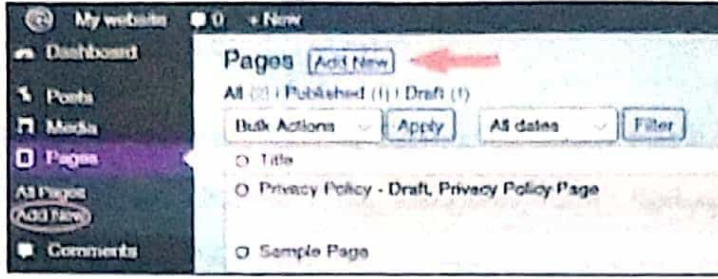 My website 0 + New
Dashboard
Posts
Media
Pages
All Pages
Add New
Comments
Pages Add New
All (2) | Published (1) | Draft (1)
Bulk Actions Apply All dates Filter
Title
Privacy Policy - Draft, Privacy Policy Page
Sample Page